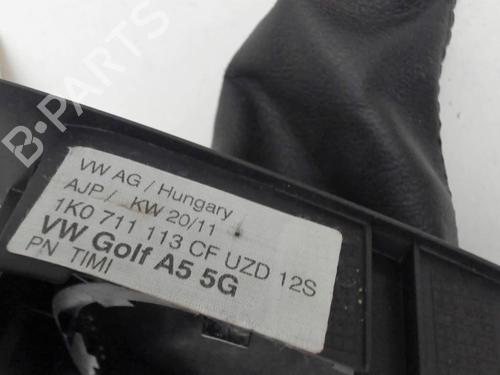 B-PARTS
VW AG / Hungary
AJP/ KW 20/11
1K0 711 113 CF UZD 12S
VW Golf A5 5G
PN TIMI